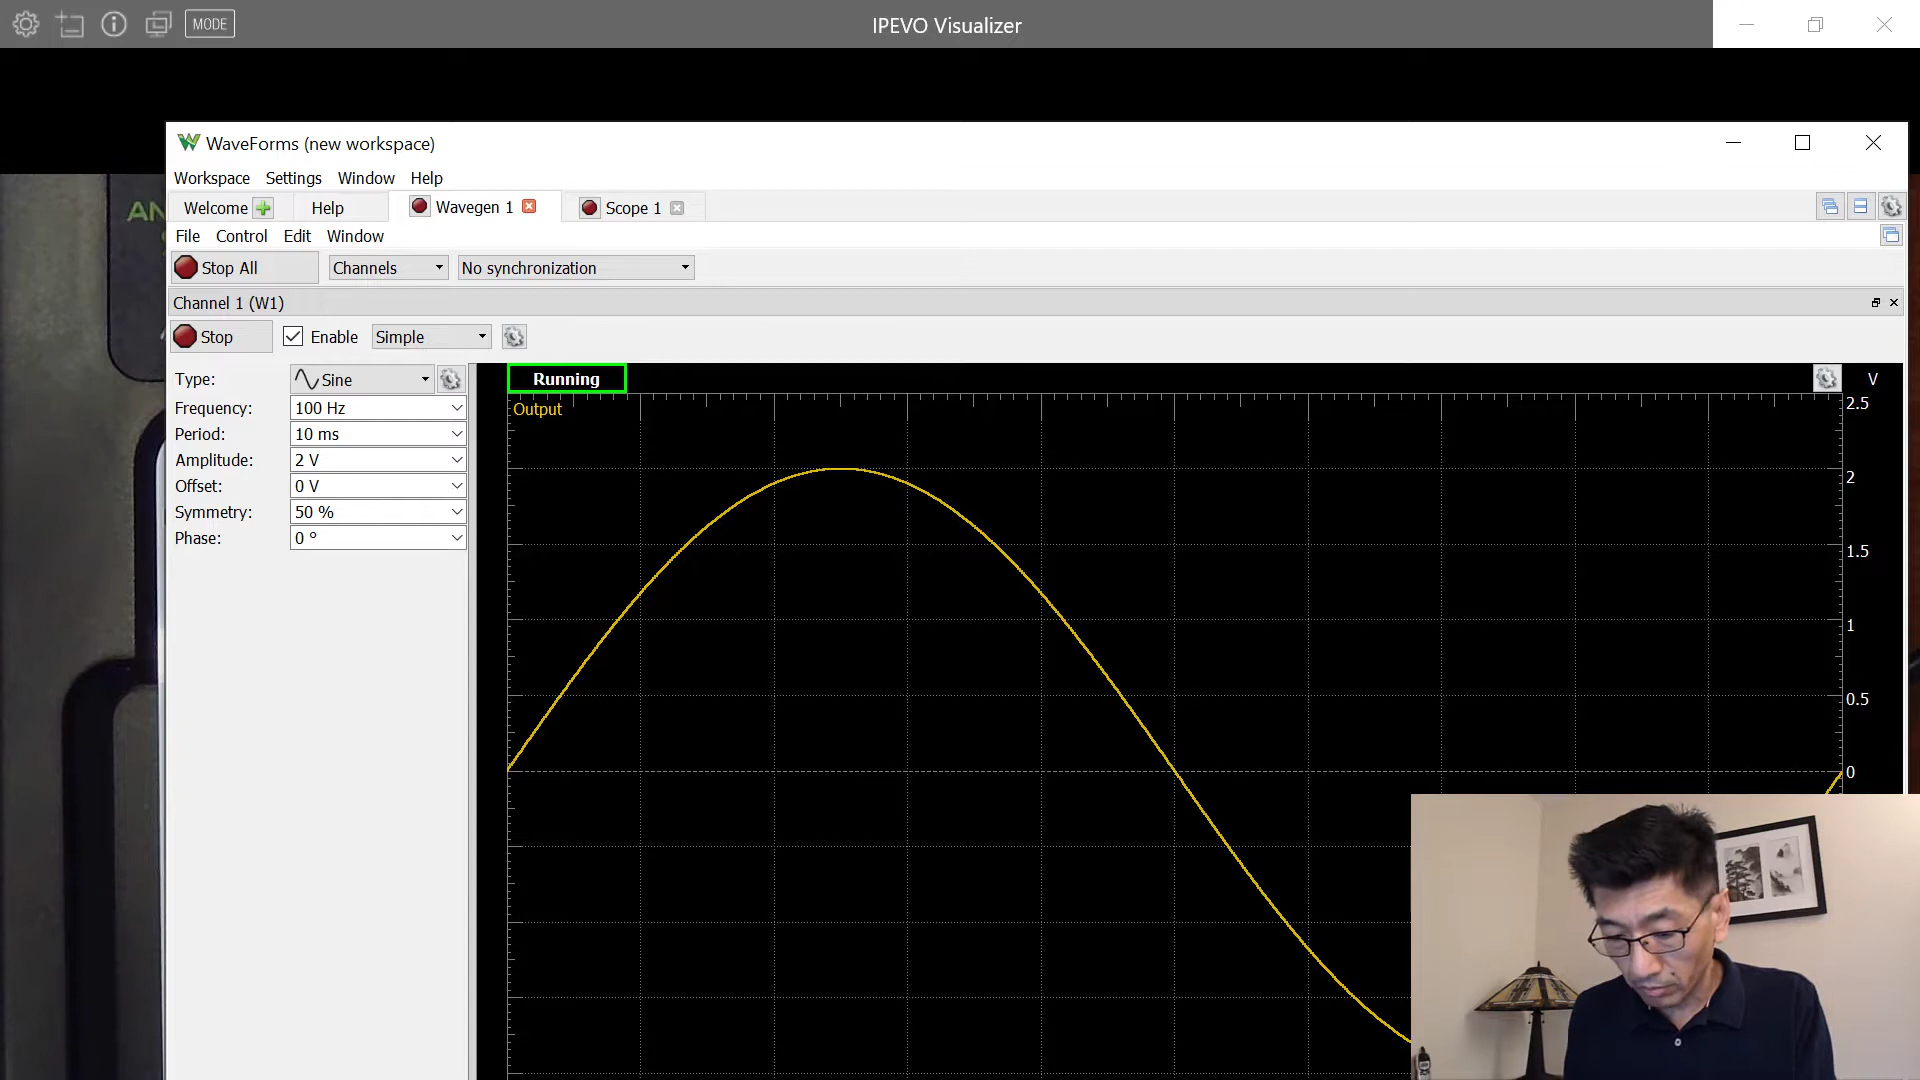 MODE
IPEVO Visualizer
WaveForms (new workspace)
Workspace Settings Window Help
Welcome Help Wavegen 1 Scope 1
File Control Edit Window
Stop All Channels No synchronization
Channel 1 (W1)
Stop Enable Simple
Type: Sine
Frequency: 100 Hz
Period: 10 ms
Amplitude: 2 V
Offset: 0 V
Symmetry: 50 %
Phase: 0 °
Running
Output
V
2.5
2
1.5
1
0.5
0
AN